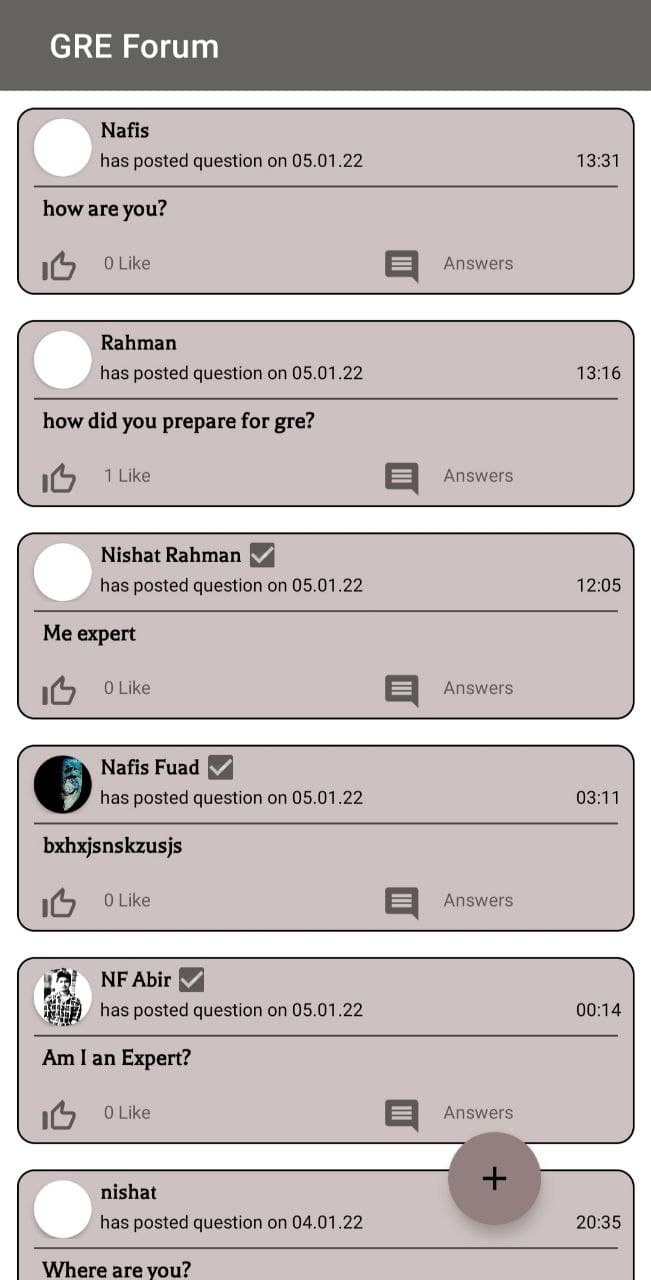 GRE Forum
Nafis
has posted question on 05.01.22 13:31
how are you?
0 Like Answers
Rahman
has posted question on 05.01.22 13:16
how did you prepare for gre?
1 Like Answers
Nishat Rahman
has posted question on 05.01.22 12:05
Me expert
0 Like Answers
Nafis Fuad
has posted question on 05.01.22 03:11
bxhxjsnskzusjs
0 Like Answers
NF Abir
has posted question on 05.01.22 00:14
Am I an Expert?
0 Like Answers
+
nishat
has posted question on 04.01.22 20:35
Where are you?